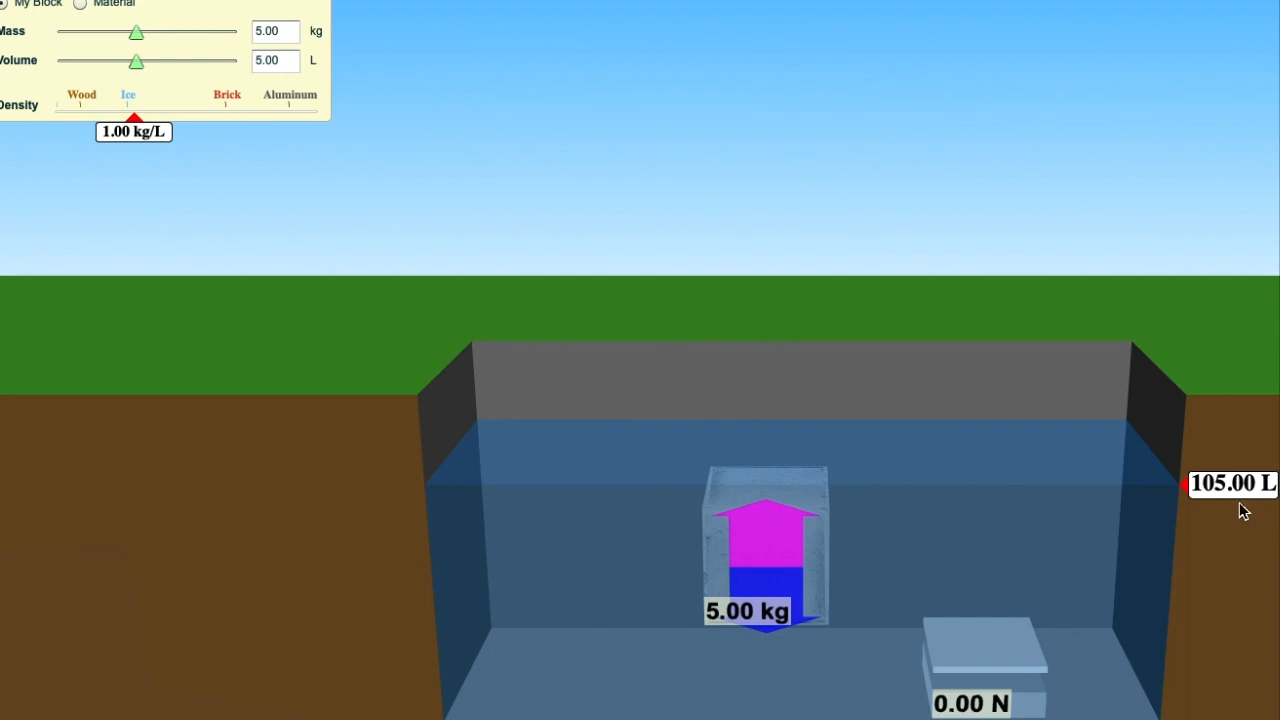 My Block Material
Mass 5.00 kg
Volume 5.00 L
Wood Ice Brick Aluminum
Density
1.00 kg/L
105.00 L
5.00 kg
0.00 N